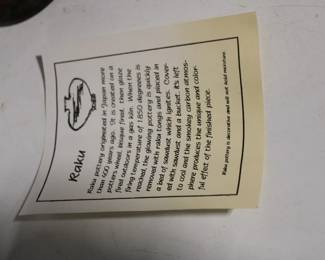 Raku
Raku pottery originated in Japan more
than 400 years ago. It is created on a
potters wheel, bisque fired, then glaze
fired outdoors in a gas kiln. When the
firing temperature of 1850 degrees is
reached the glowing pottery is quickly
removed with raku tongs and placed in
a bed of sawdust which ignites. Cover-
ed with sawdust and a bucket, it's left
to cool and the smokey carbon atmos-
phere produces the unique and color-
ful effect of the finished piece.
Raku pottery is decorative and will not hold moisture.